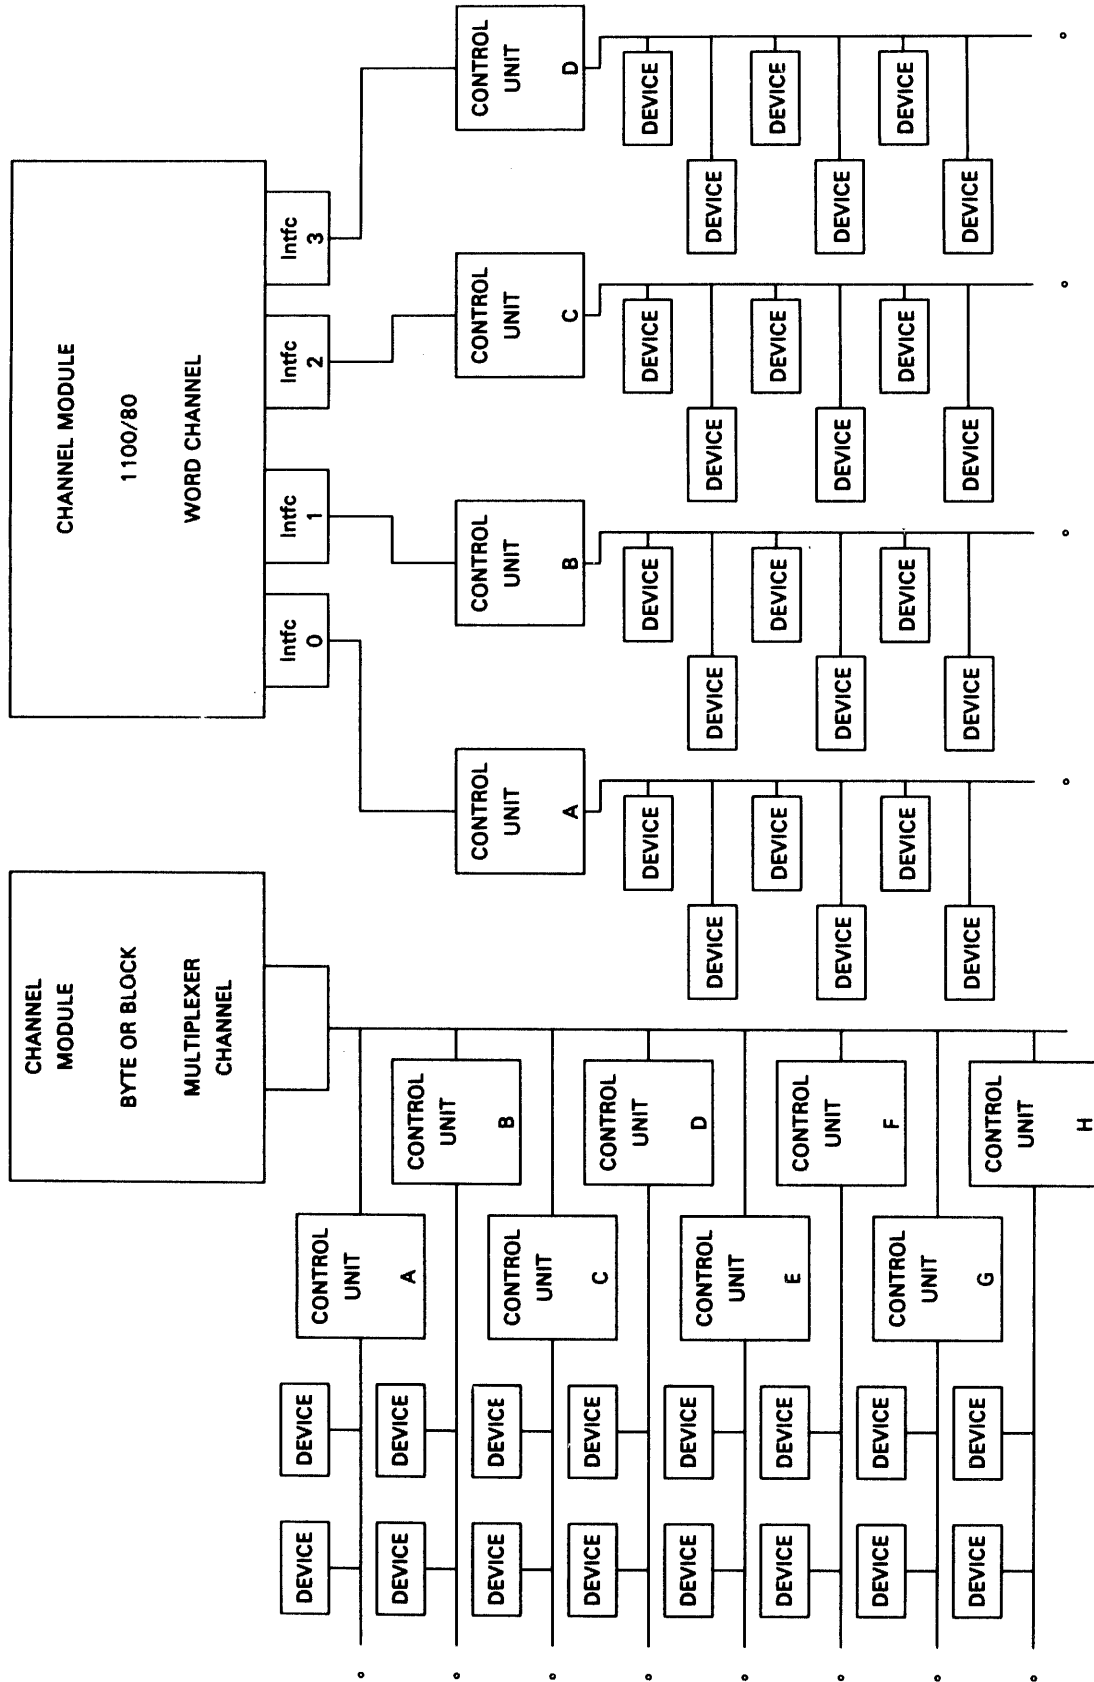 CHANNEL
MODULE
BYTE OR BLOCK
MULTIPLEXER
CHANNEL
CHANNEL MODULE
1100/80
WORD CHANNEL
Intfc
0
Intfc
1
Intfc
2
Intfc
3
DEVICE
DEVICE
CONTROL
UNIT
A
DEVICE
DEVICE
CONTROL
UNIT
B
DEVICE
DEVICE
CONTROL
UNIT
C
DEVICE
DEVICE
CONTROL
UNIT
D
DEVICE
DEVICE
CONTROL
UNIT
E
DEVICE
DEVICE
CONTROL
UNIT
F
DEVICE
DEVICE
CONTROL
UNIT
G
DEVICE
DEVICE
CONTROL
UNIT
H
CONTROL
UNIT
A
DEVICE
DEVICE
DEVICE
DEVICE
DEVICE
DEVICE
CONTROL
UNIT
B
DEVICE
DEVICE
DEVICE
DEVICE
DEVICE
DEVICE
CONTROL
UNIT
C
DEVICE
DEVICE
DEVICE
DEVICE
DEVICE
DEVICE
CONTROL
UNIT
D
DEVICE
DEVICE
DEVICE
DEVICE
DEVICE
DEVICE